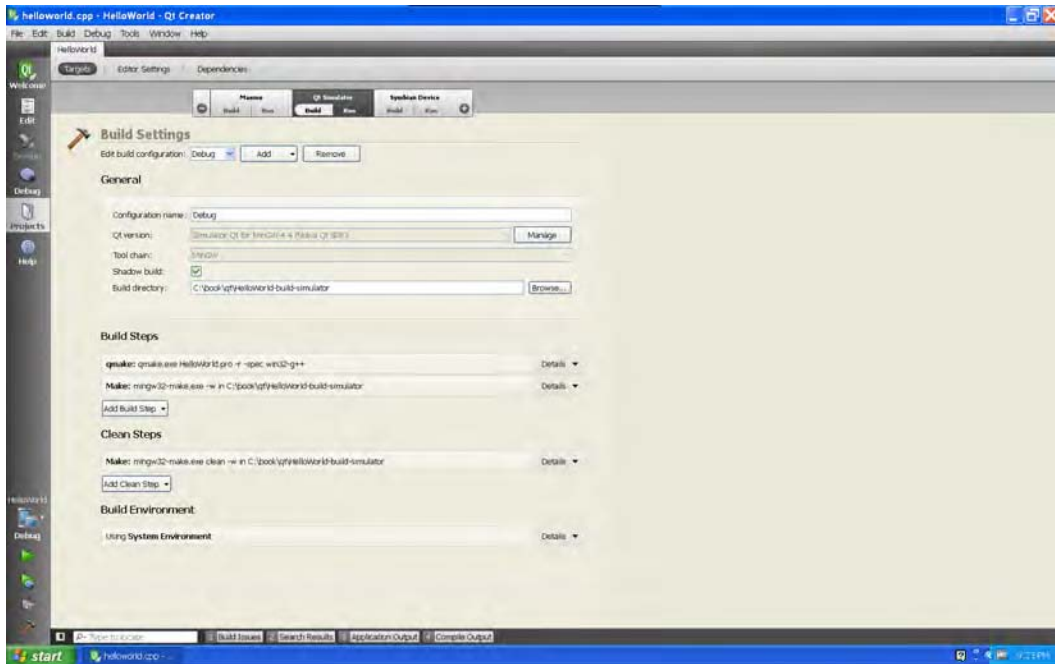 helloworld.cpp - HelloWorld - Qt Creator
File Edit Build Debug Tools Window Help
HelloWorld
Targets Editor Settings Dependencies
Welcome
Maemo Qt Simulator Symbian Device
Build Run Build Run Build Run
Edit
Build Settings
Edit build configuration: Debug Add Remove
General
Debug
Projects
Configuration name: Debug
Qt version: Manage
Help
Tool chain: MinGW
Shadow build:
Build directory: C:\book\qt\HelloWorld-build-simulator Browse...
Build Steps
qmake: qmake.exe HelloWorld.pro -r -spec win32-g++ Details
Make: mingw32-make.exe -w in C:\book\qt\HelloWorld-build-simulator Details
Add Build Step
Clean Steps
Make: mingw32-make.exe clean -w in C:\book\qt\HelloWorld-build-simulator Details
Add Clean Step
HelloWorld
Build Environment
Debug
Using System Environment Details
Type to locate Build Issues Search Results Application Output Compile Output
start helloworld.cpp - ...